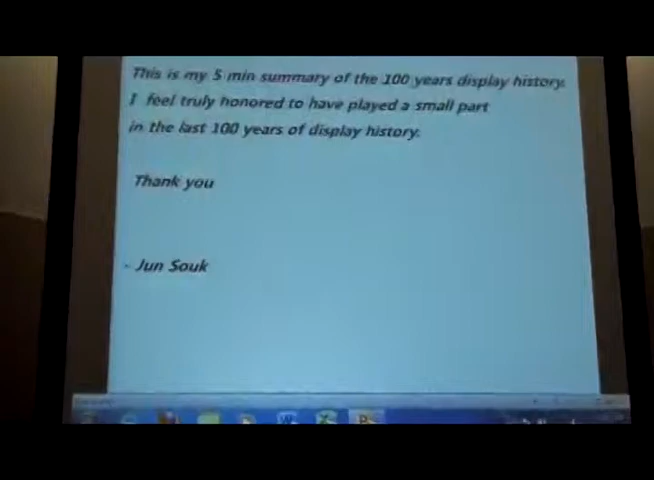 This is my 5 min summary of the 100 years display history.
I feel truly honored to have played a small part
in the last 100 years of display history.
Thank you
- Jun Souk